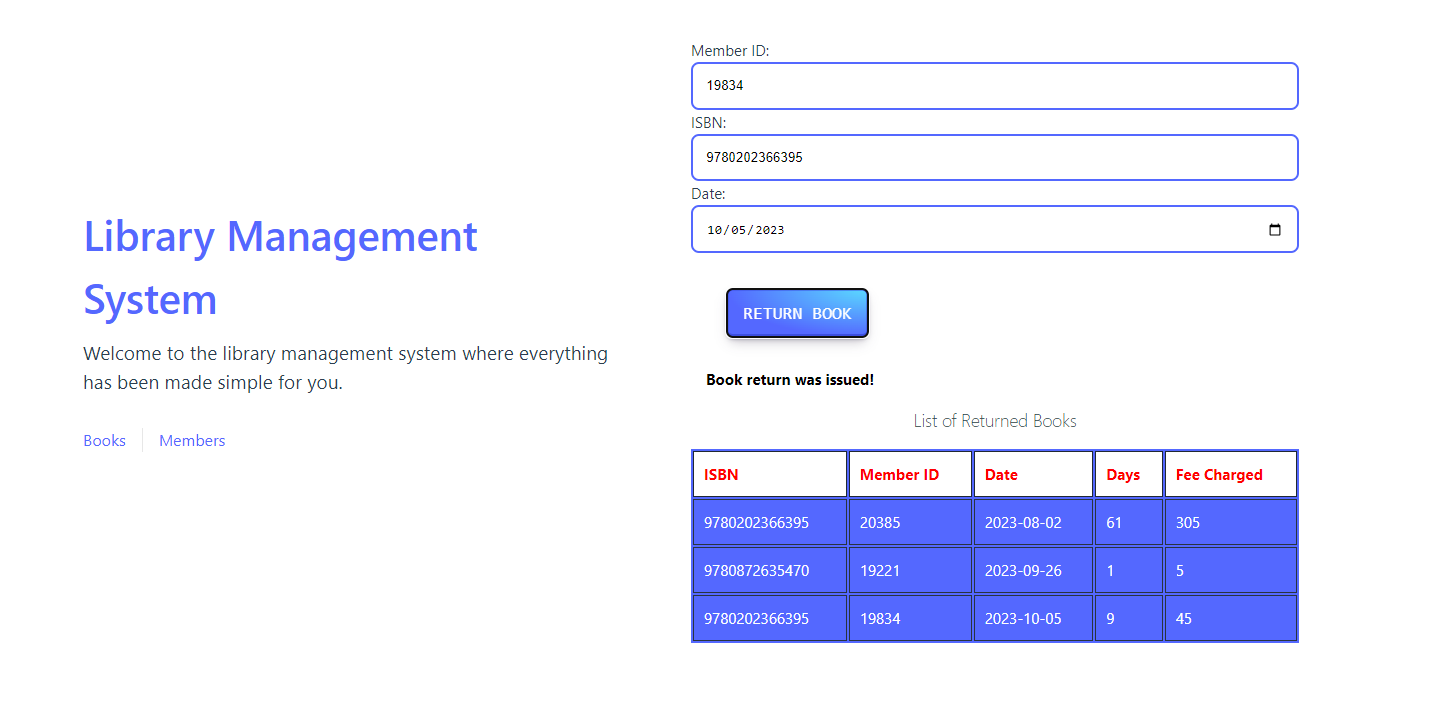 Library Management
System
Welcome to the library management system where everything
has been made simple for you.
Books Members
Member ID:
19834
ISBN:
9780202366395
Date:
10/05/2023
RETURN BOOK
Book return was issued!
List of Returned Books
ISBN Member ID Date Days Fee Charged
9780202366395 20385 2023-08-02 61 305
9780872635470 19221 2023-09-26 1 5
9780202366395 19834 2023-10-05 9 45